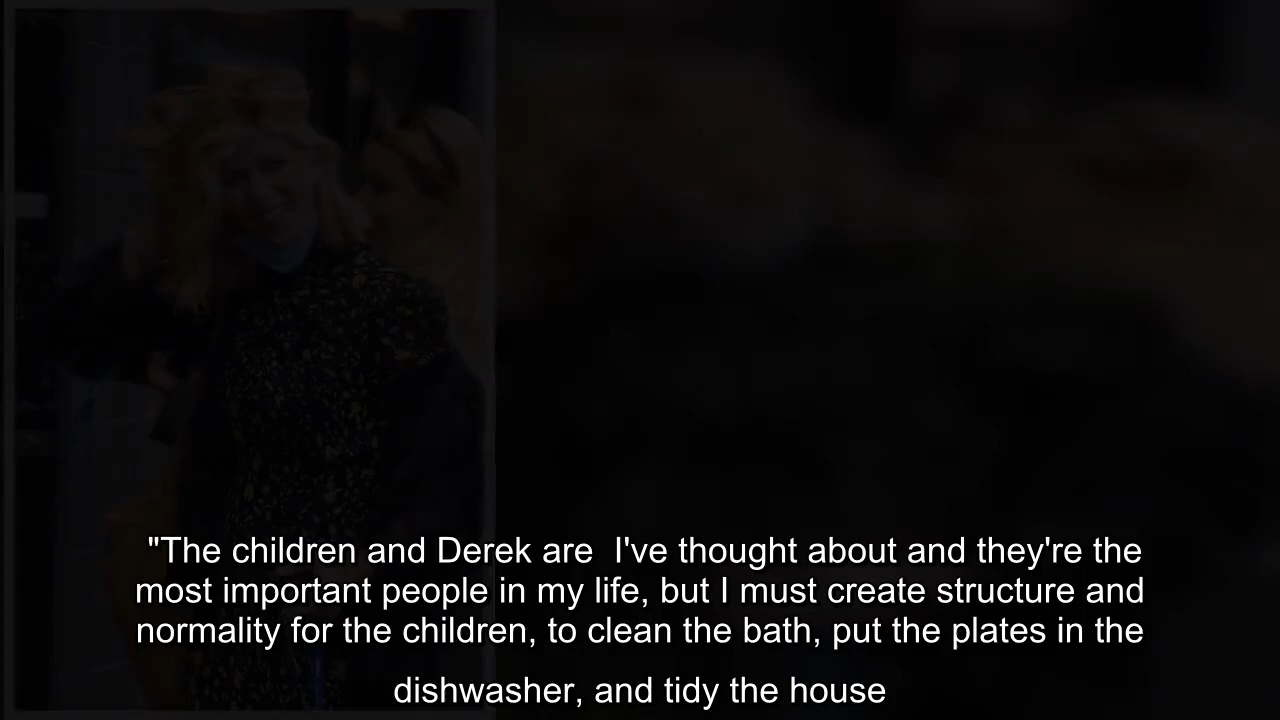 "The children and Derek are  I've thought about and they're the
most important people in my life, but I must create structure and
normality for the children, to clean the bath, put the plates in the
dishwasher, and tidy the house